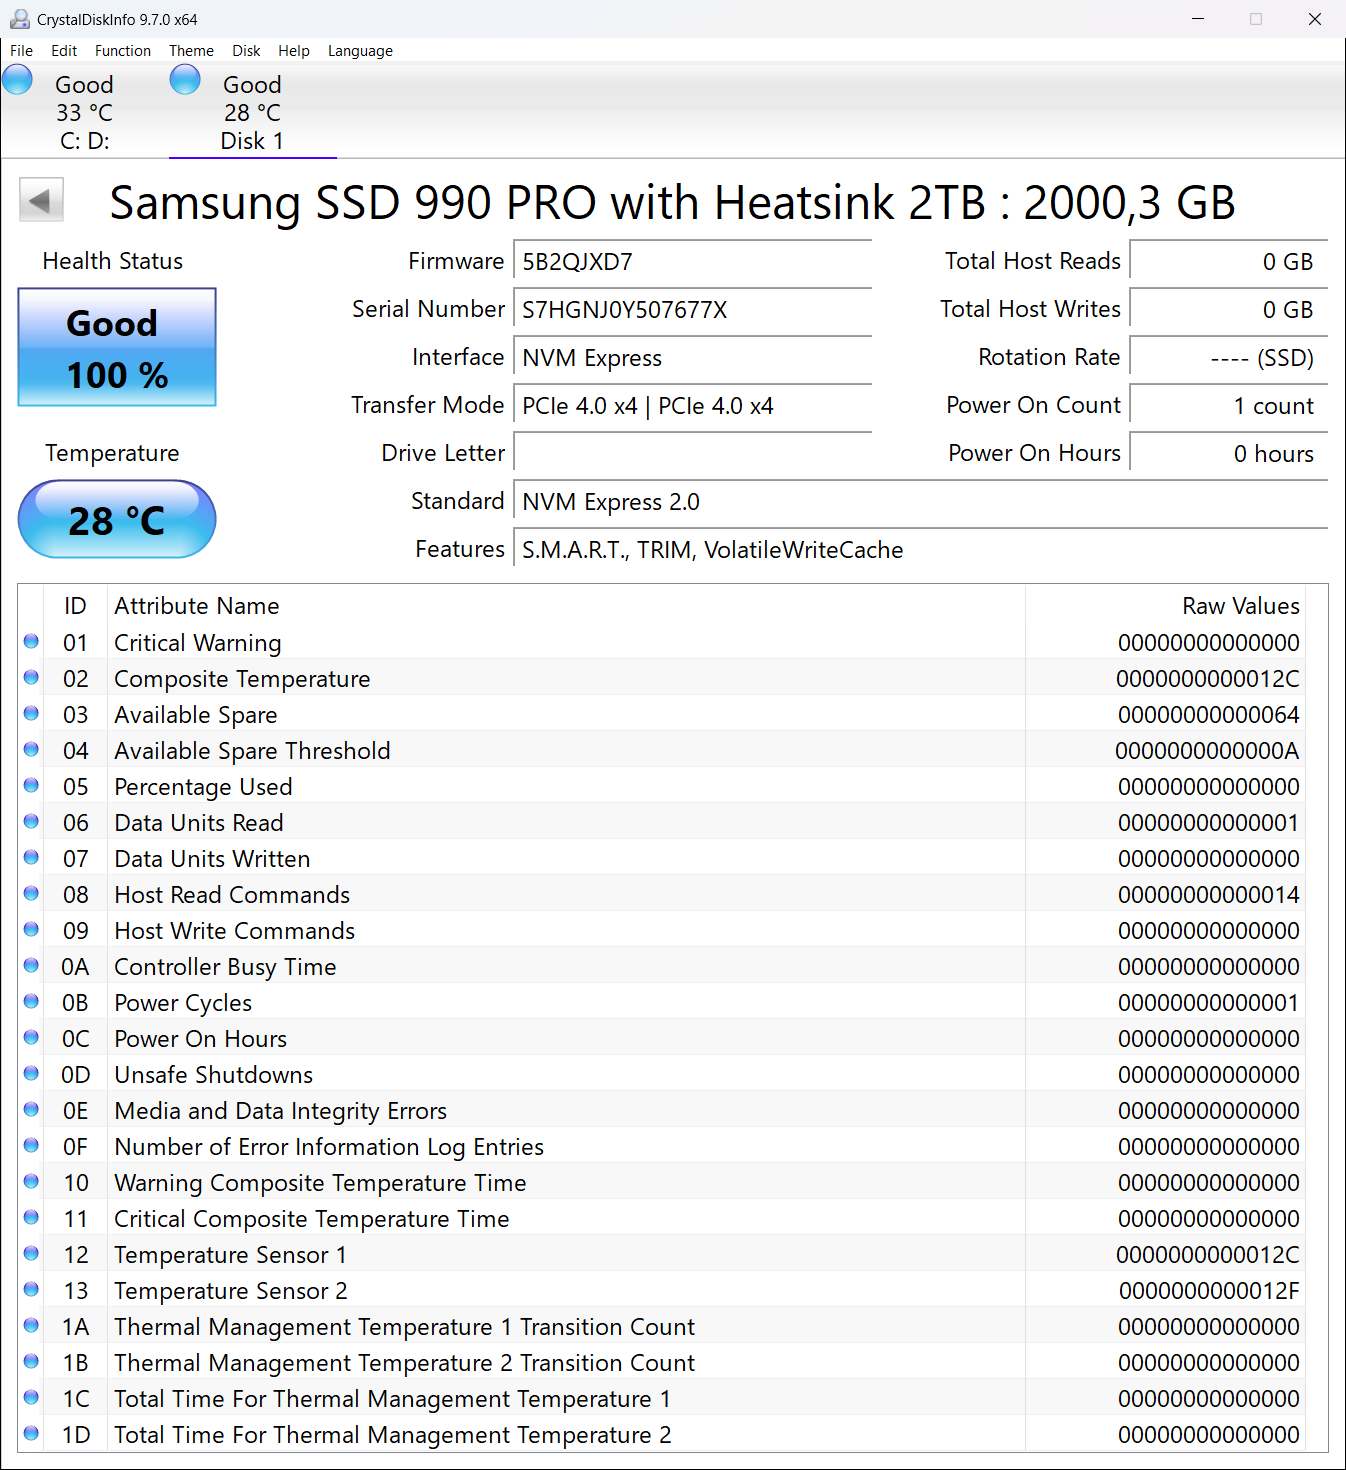 CrystalDiskInfo 9.7.0 x64
File Edit Function Theme Disk Help Language
Good Good
33 °C 28 °C
C: D: Disk 1
Samsung SSD 990 PRO with Heatsink 2TB : 2000,3 GB
Health Status Firmware 5B2QJXD7 Total Host Reads 0 GB
Good Serial Number S7HGNJ0Y507677X Total Host Writes 0 GB
100 % Interface NVM Express Rotation Rate ---- (SSD)
Transfer Mode PCIe 4.0 x4 | PCIe 4.0 x4 Power On Count 1 count
Temperature Drive Letter Power On Hours 0 hours
28 °C Standard NVM Express 2.0
Features S.M.A.R.T., TRIM, VolatileWriteCache
ID Attribute Name Raw Values
01 Critical Warning 00000000000000
02 Composite Temperature 0000000000012C
03 Available Spare 00000000000064
04 Available Spare Threshold 0000000000000A
05 Percentage Used 00000000000000
06 Data Units Read 00000000000001
07 Data Units Written 00000000000000
08 Host Read Commands 00000000000014
09 Host Write Commands 00000000000000
0A Controller Busy Time 00000000000000
0B Power Cycles 00000000000001
0C Power On Hours 00000000000000
0D Unsafe Shutdowns 00000000000000
0E Media and Data Integrity Errors 00000000000000
0F Number of Error Information Log Entries 00000000000000
10 Warning Composite Temperature Time 00000000000000
11 Critical Composite Temperature Time 00000000000000
12 Temperature Sensor 1 0000000000012C
13 Temperature Sensor 2 0000000000012F
1A Thermal Management Temperature 1 Transition Count 00000000000000
1B Thermal Management Temperature 2 Transition Count 00000000000000
1C Total Time For Thermal Management Temperature 1 00000000000000
1D Total Time For Thermal Management Temperature 2 00000000000000